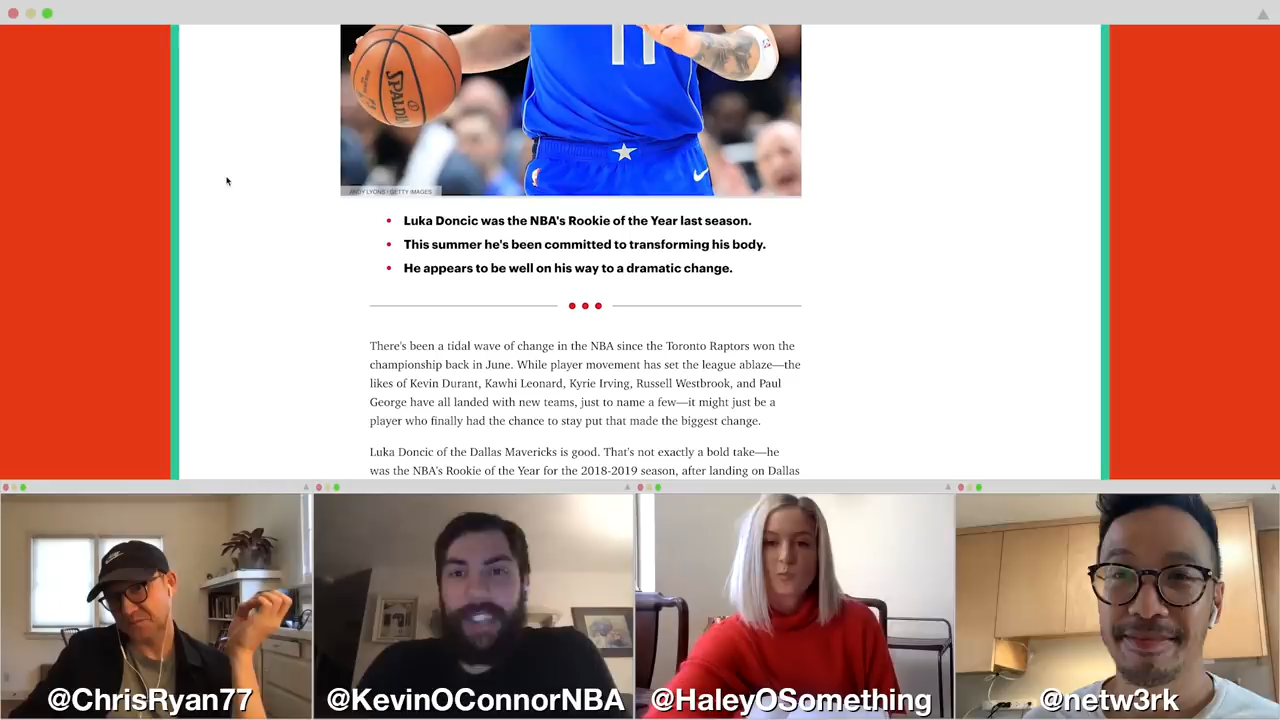 11
SPALDING
ANDY LYONS | GETTY IMAGES
• Luka Doncic was the NBA's Rookie of the Year last season.
• This summer he's been committed to transforming his body.
• He appears to be well on his way to a dramatic change.
There's been a tidal wave of change in the NBA since the Toronto Raptors won the
championship back in June. While player movement has set the league ablaze—the
likes of Kevin Durant, Kawhi Leonard, Kyrie Irving, Russell Westbrook, and Paul
George have all landed with new teams, just to name a few—it might just be a
player who finally had the chance to stay put that made the biggest change.
Luka Doncic of the Dallas Mavericks is good. That's not exactly a bold take—he
was the NBA's Rookie of the Year for the 2018-2019 season, after landing on Dallas
@ChrisRyan77
@KevinOConnorNBA
@HaleyOSomething
@netw3rk